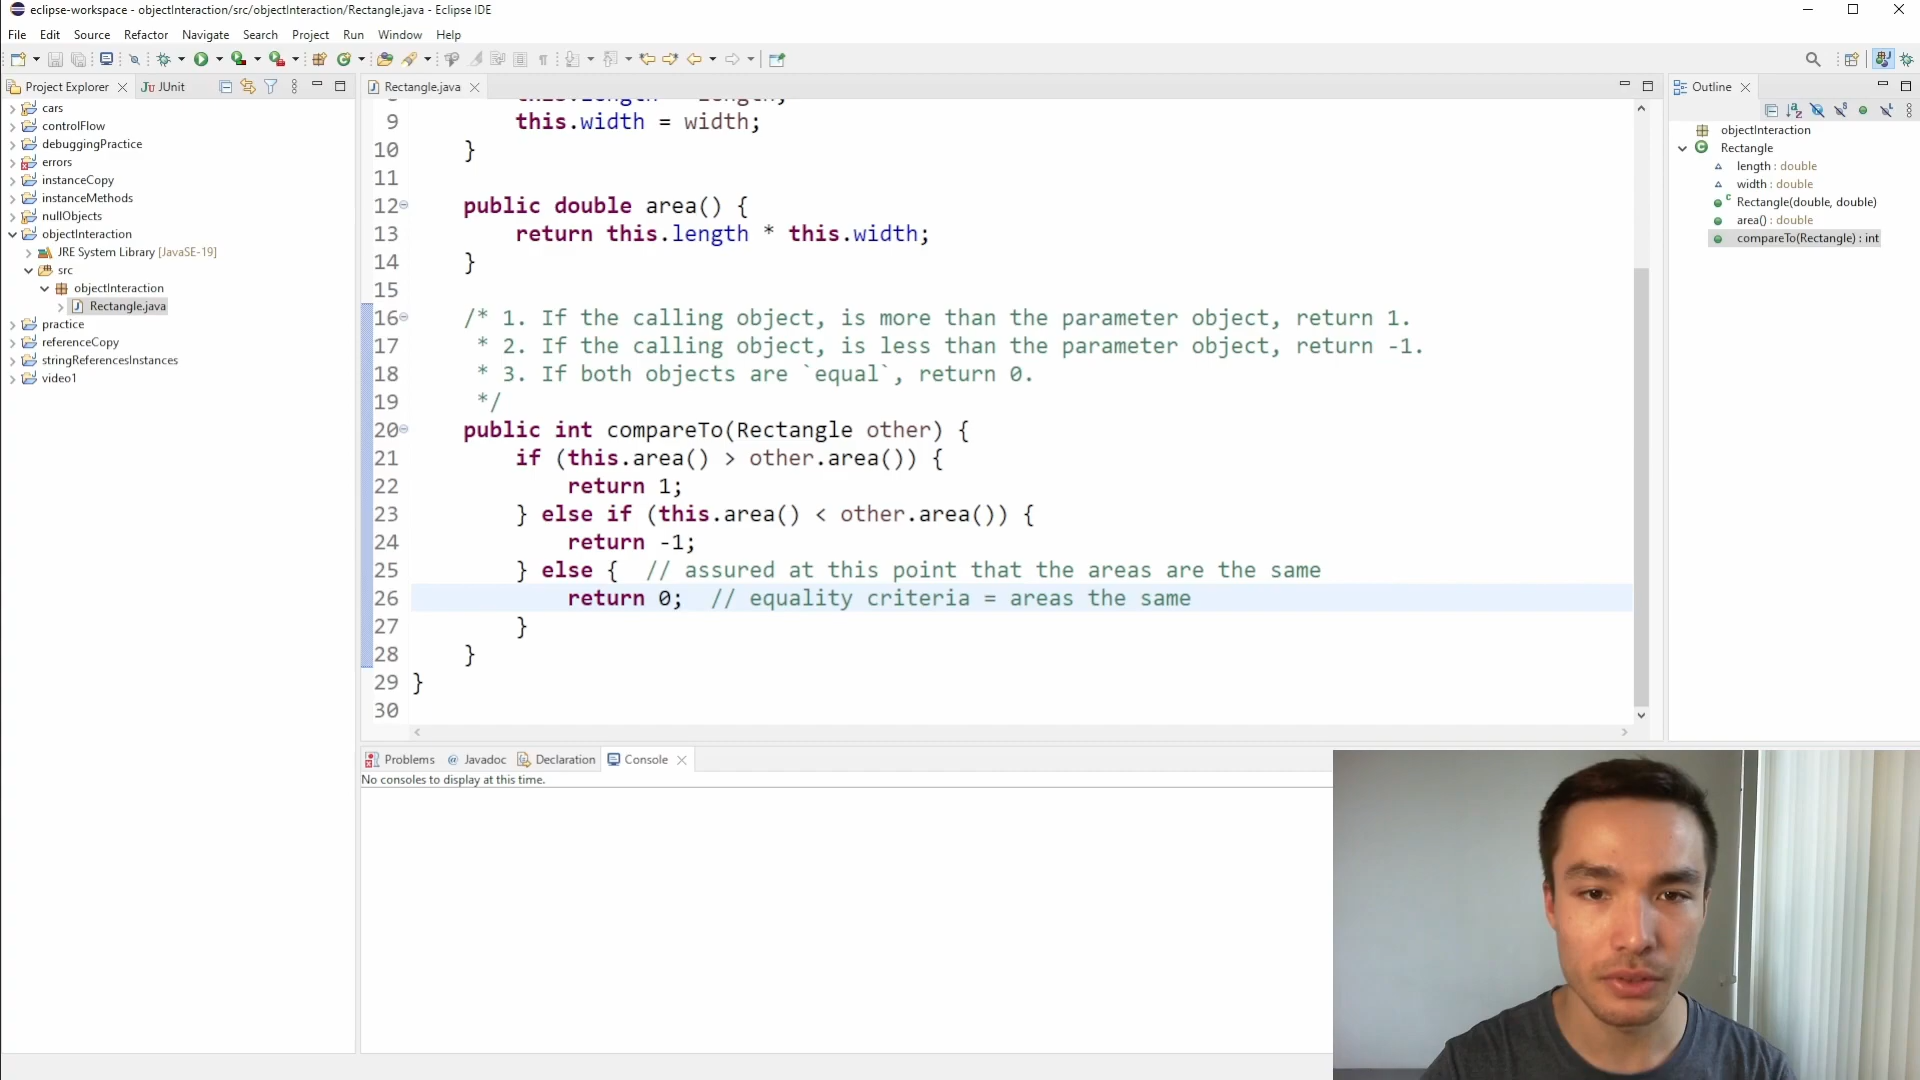 eclipse-workspace - objectInteraction/src/objectInteraction/Rectangle.java - Eclipse IDE
File Edit Source Refactor Navigate Search Project Run Window Help
Project Explorer JUnit
cars
controlFlow
debuggingPractice
errors
instanceCopy
instanceMethods
nullObjects
objectInteraction
JRE System Library [JavaSE-19]
src
objectInteraction
Rectangle.java
practice
referenceCopy
stringReferencesInstances
video1
Rectangle.java
this.length = length;
9 this.width = width;
10 }
11
12 public double area() {
13 return this.length * this.width;
14 }
15
16 /* 1. If the calling object, is more than the parameter object, return 1.
17 * 2. If the calling object, is less than the parameter object, return -1.
18 * 3. If both objects are `equal`, return 0.
19 */
20 public int compareTo(Rectangle other) {
21 if (this.area() > other.area()) {
22 return 1;
23 } else if (this.area() < other.area()) {
24 return -1;
25 } else { // assured at this point that the areas are the same
26 return 0; // equality criteria = areas the same
27 }
28 }
29 }
30
Problems Javadoc Declaration Console
No consoles to display at this time.
Outline
objectInteraction
Rectangle
length : double
width : double
Rectangle(double, double)
area() : double
compareTo(Rectangle) : int